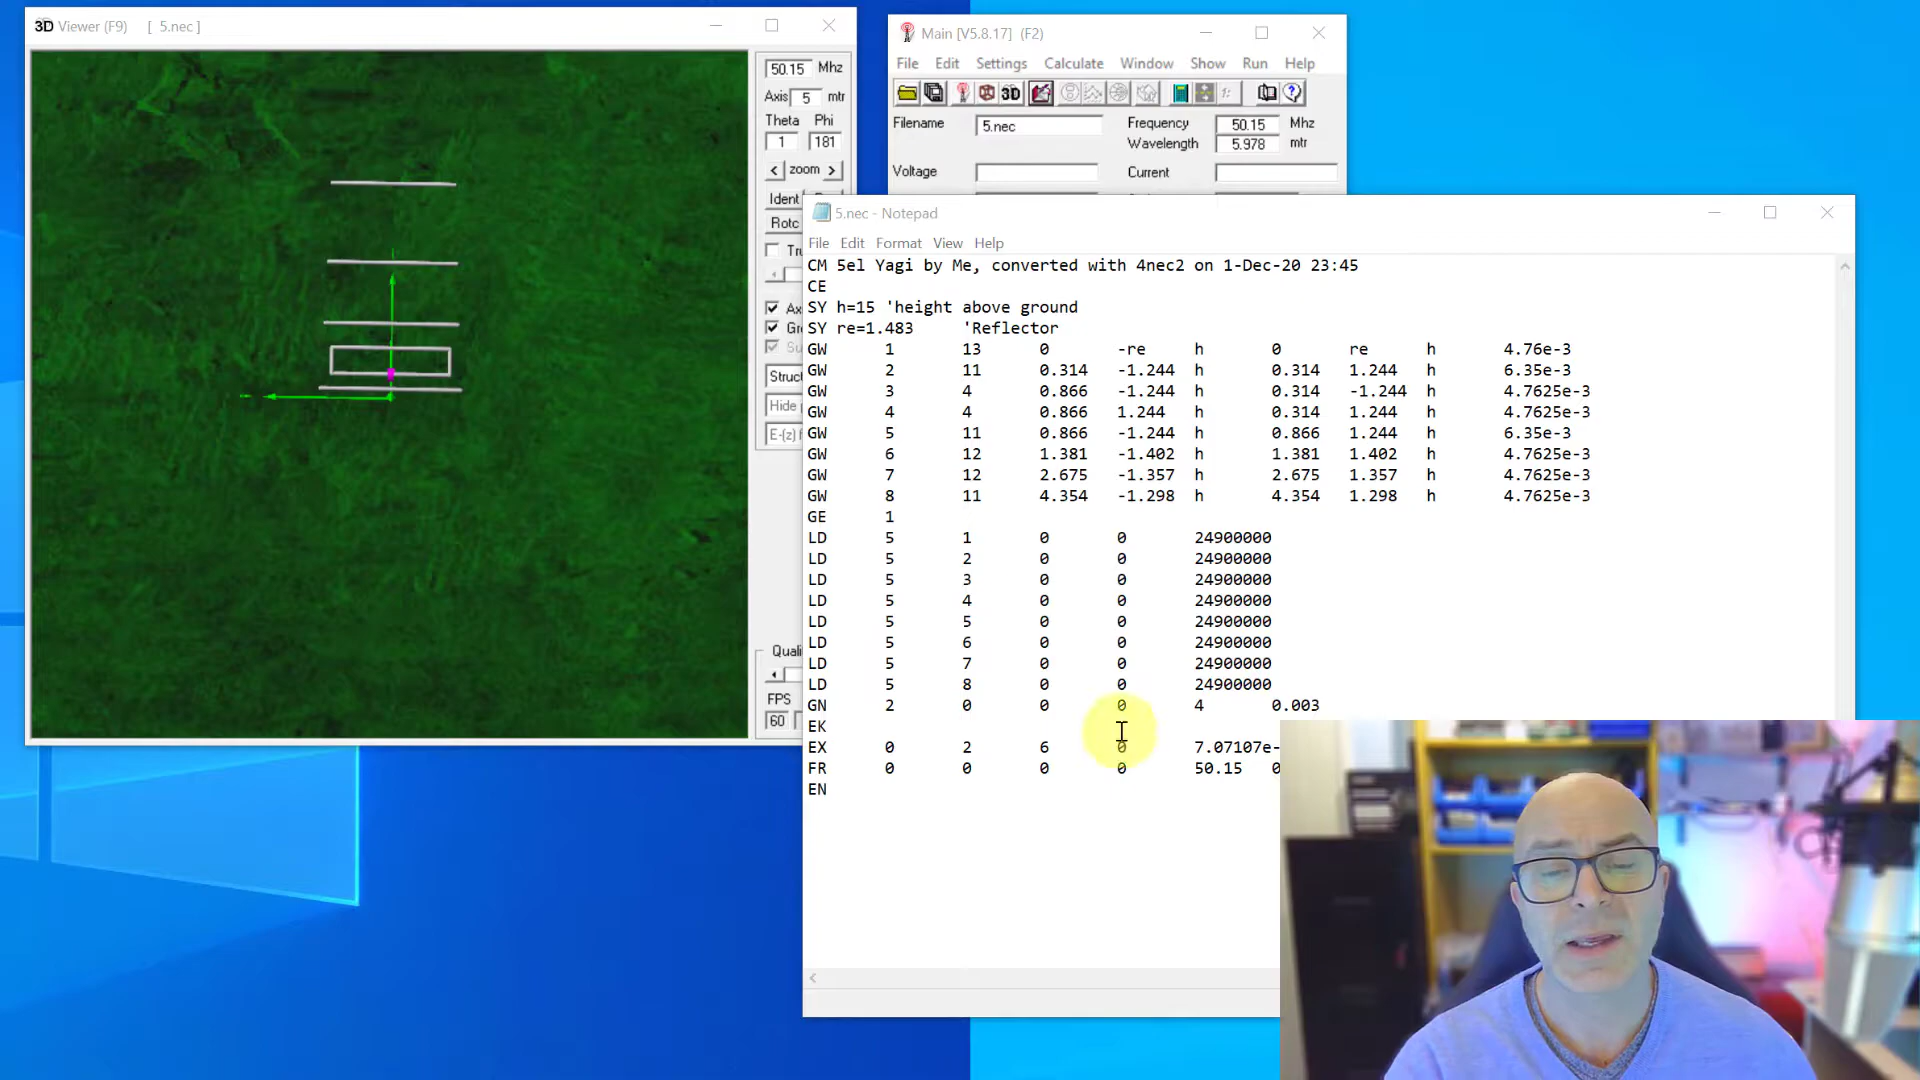 3D Viewer (F9) [ 5.nec ]
50.15 Mhz
Axis 5 mtr
Theta Phi
1 181
< zoom >
Ident
Rotc
Tru
Ax
Gr
Su
Struct
Hide
E-(z) f
Quali
FPS
60
Main [V5.8.17] (F2)
File Edit Settings Calculate Window Show Run Help
3D
Filename 5.nec Frequency 50.15 Mhz
Wavelength 5.978 mtr
Voltage Current
5.nec - Notepad
File Edit Format View Help
CM 5el Yagi by Me, converted with 4nec2 on 1-Dec-20 23:45
CE
SY h=15 'height above ground
SY re=1.483 'Reflector
GW 1 13 0 -re h 0 re h 4.76e-3
GW 2 11 0.314 -1.244 h 0.314 1.244 h 6.35e-3
GW 3 4 0.866 -1.244 h 0.314 -1.244 h 4.7625e-3
GW 4 4 0.866 1.244 h 0.314 1.244 h 4.7625e-3
GW 5 11 0.866 -1.244 h 0.866 1.244 h 6.35e-3
GW 6 12 1.381 -1.402 h 1.381 1.402 h 4.7625e-3
GW 7 12 2.675 -1.357 h 2.675 1.357 h 4.7625e-3
GW 8 11 4.354 -1.298 h 4.354 1.298 h 4.7625e-3
GE 1
LD 5 1 0 0 24900000
LD 5 2 0 0 24900000
LD 5 3 0 0 24900000
LD 5 4 0 0 24900000
LD 5 5 0 0 24900000
LD 5 6 0 0 24900000
LD 5 7 0 0 24900000
LD 5 8 0 0 24900000
GN 2 0 0 0 4 0.003
EK
EX 0 2 6 0 7.07107e-
FR 0 0 0 0 50.15 0
EN